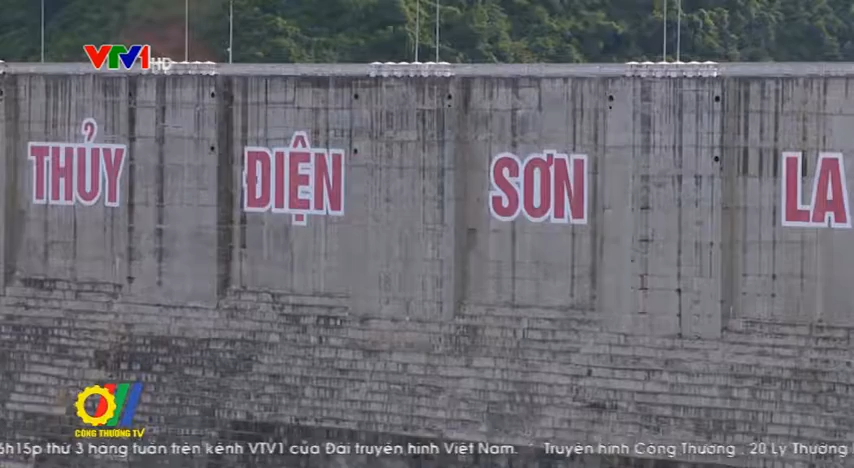 VTV1 HD
THỦY ĐIỆN SƠN LA
CÔNG THƯƠNG TV
6h15p thứ 3 hàng tuần trên kênh VTV1 của Đài truyền hình Việt Nam. Truyền hình Công Thương . 20 Lý Thường